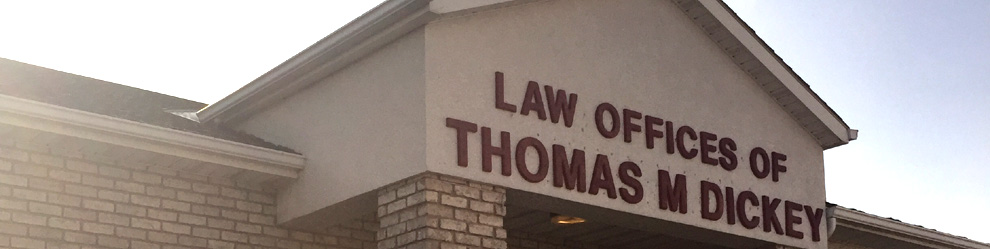 LAW OFFICES OF
THOMAS M DICKEY